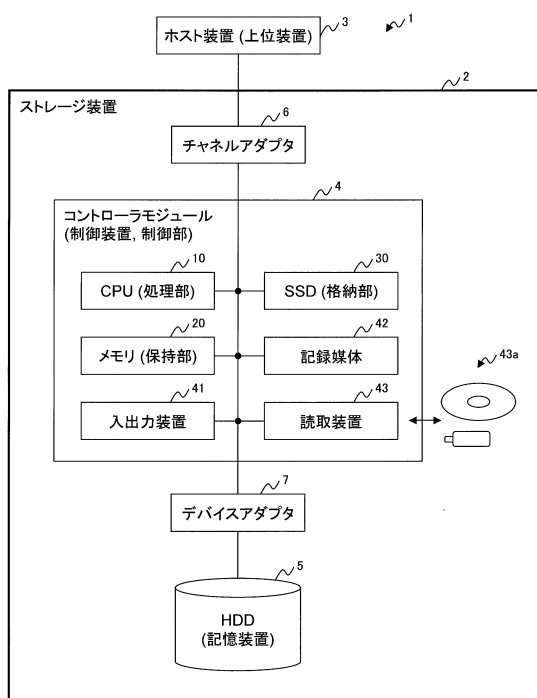 ホスト装置 (上位装置)
3
1
2
ストレージ装置
6
チャネルアダプタ
4
コントローラモジュール
(制御装置, 制御部)
10
CPU (処理部)
30
SSD (格納部)
20
メモリ (保持部)
42
記録媒体
43a
41
入出力装置
43
読取装置
7
デバイスアダプタ
5
HDD
(記憶装置)